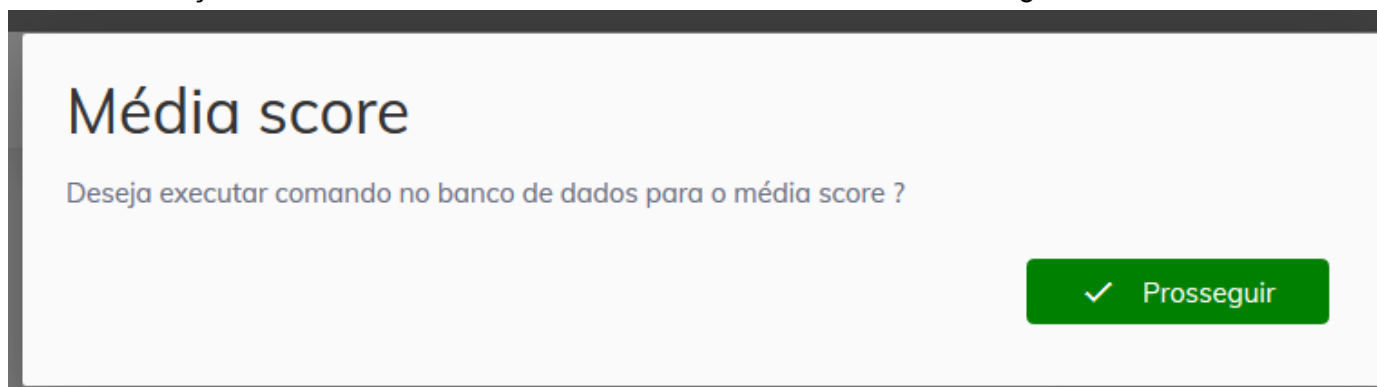 Média score
Deseja executar comando no banco de dados para o média score ?
Prosseguir